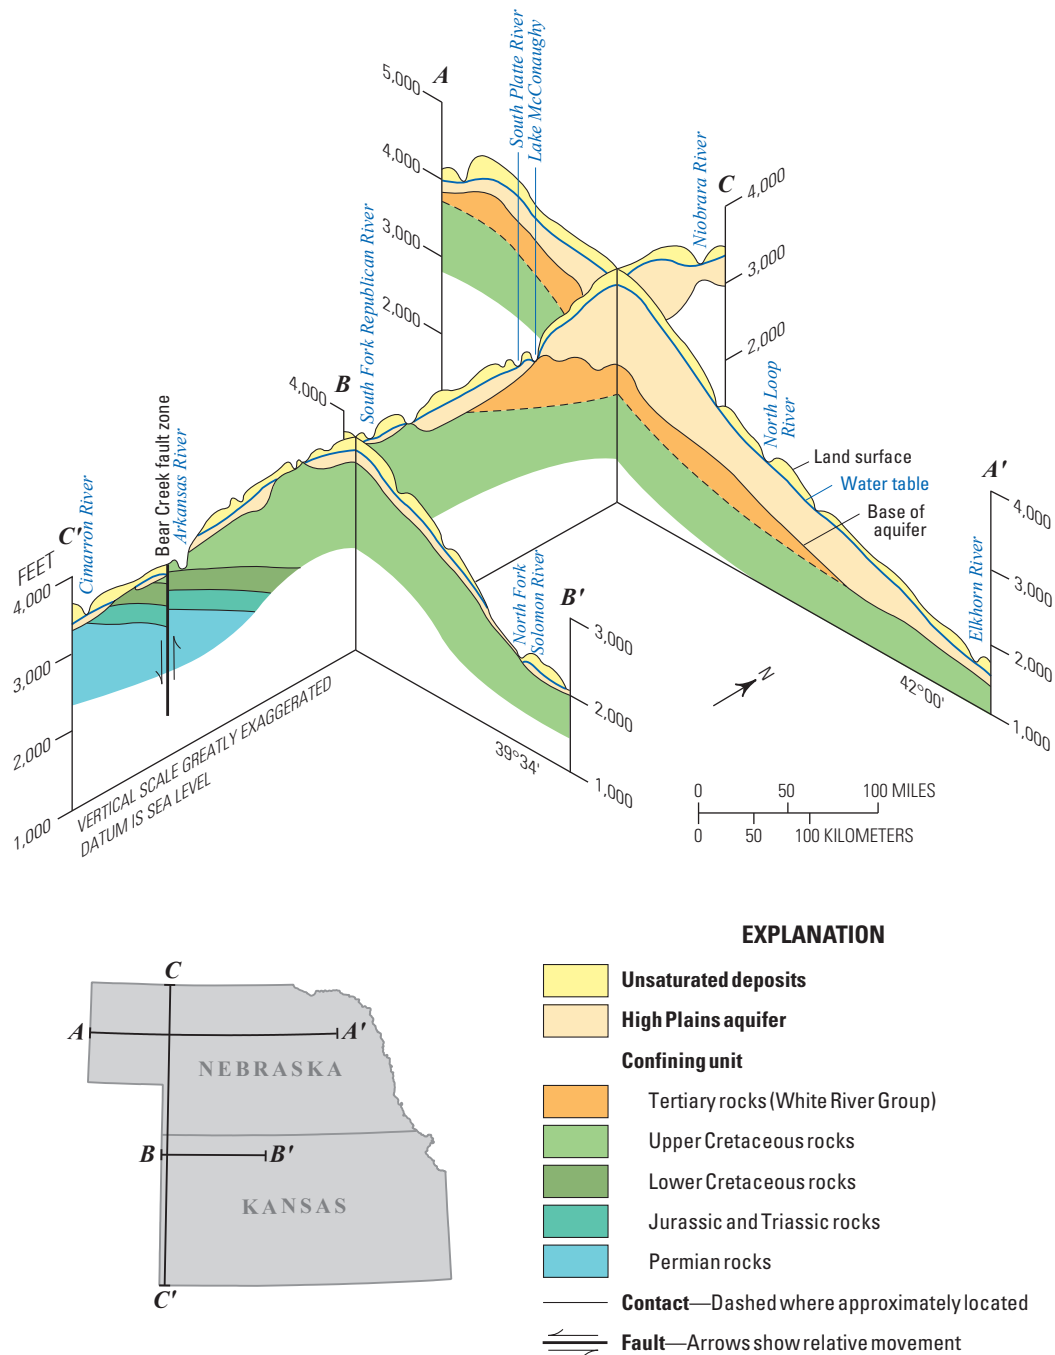 A
5,000
4,000
3,000
2,000
South Platte River
Lake McConaughy
Niobrara River
C
4,000
3,000
2,000
South Fork Republican River
B
4,000
North Loop
River
Land surface
Water table
Base of
aquifer
A'
4,000
3,000
2,000
1,000
Elkhorn River
42°00'
Bear Creek fault zone
Arkansas River
Cimarron River
C'
FEET
4,000
3,000
2,000
1,000
VERTICAL SCALE GREATLY EXAGGERATED
DATUM IS SEA LEVEL
North Fork
Solomon River
B'
3,000
2,000
1,000
39°34'
N
0 50 100 MILES
0 50 100 KILOMETERS
C
A
A'
NEBRASKA
B
B'
KANSAS
C'
EXPLANATION
Unsaturated deposits
High Plains aquifer
Confining unit
Tertiary rocks (White River Group)
Upper Cretaceous rocks
Lower Cretaceous rocks
Jurassic and Triassic rocks
Permian rocks
Contact—Dashed where approximately located
Fault—Arrows show relative movement